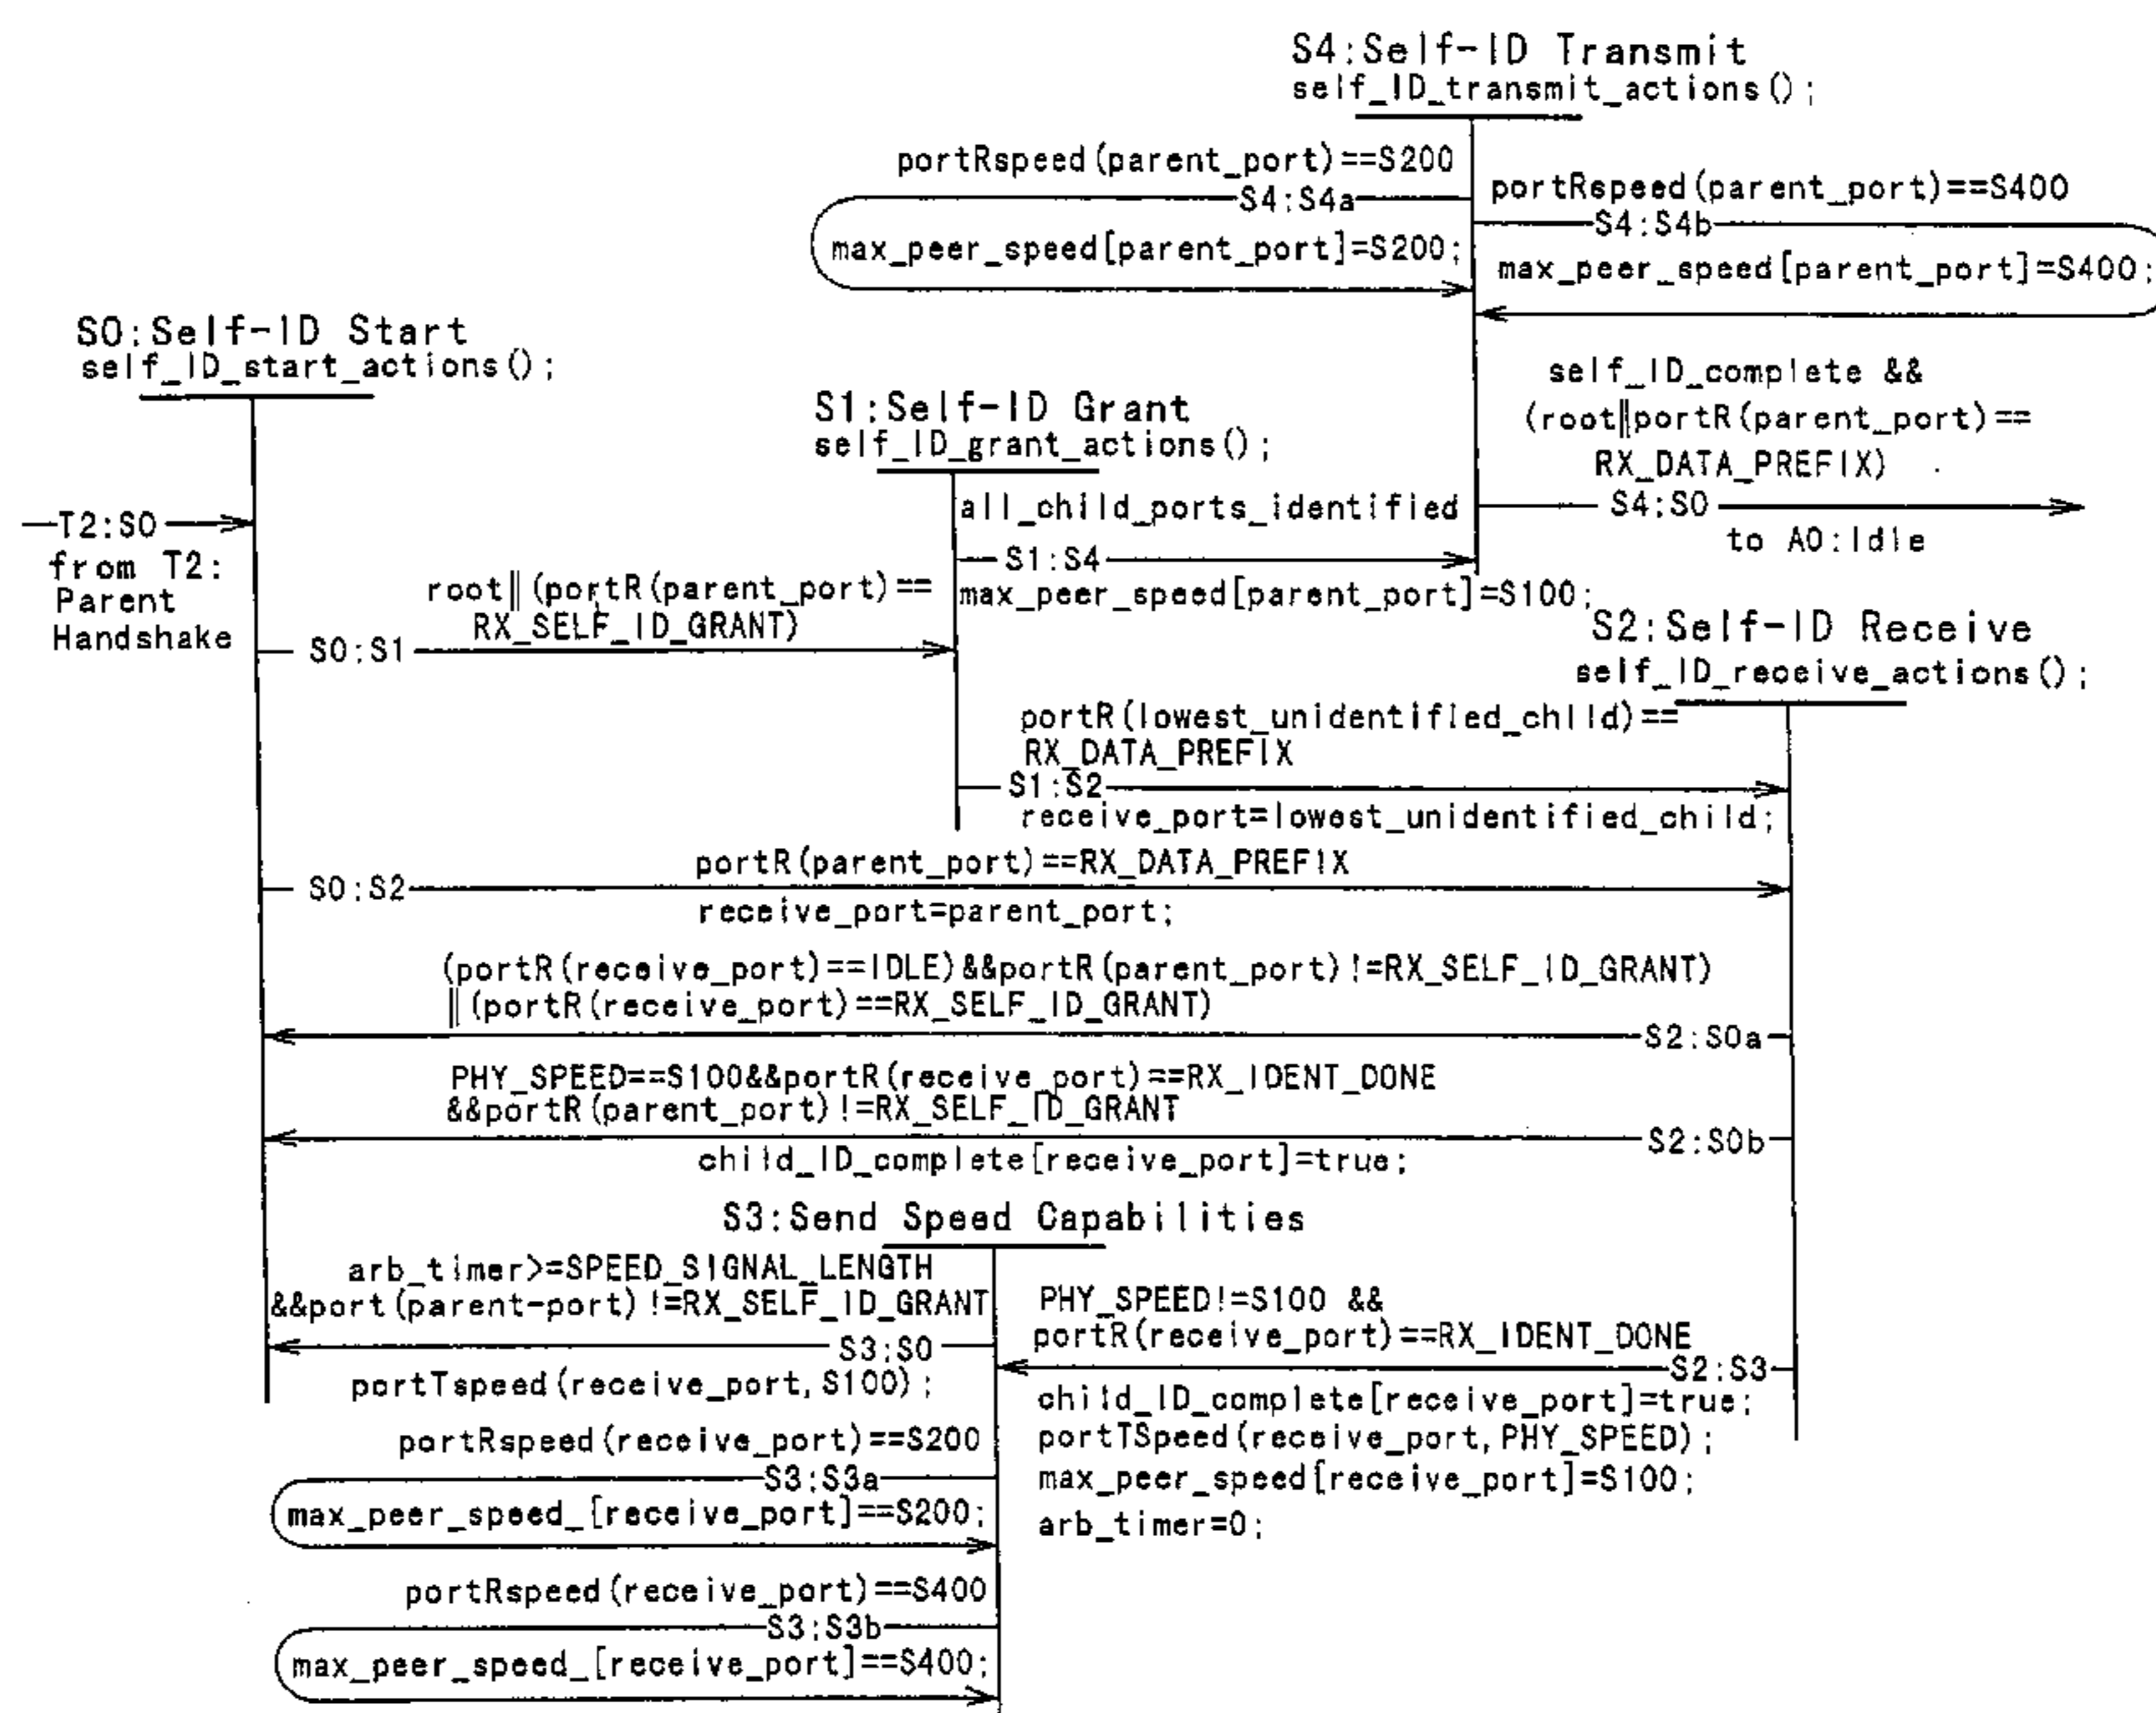 S4:Self-ID Transmit
self_ID_transmit_actions();
portRspeed(parent_port)==S200
S4:S4a
max_peer_speed[parent_port]=S200;
portRspeed(parent_port)==S400
S4:S4b
max_peer_speed[parent_port]=S400;
S0:Self-ID Start
self_ID_start_actions();
self_ID_complete &&
(root||portR(parent_port)==
RX_DATA_PREFIX)
S4:S0
to A0:Idle
S1:Self-ID Grant
self_ID_grant_actions();
all_child_ports_identified
S1:S4
max_peer_speed[parent_port]=S100;
T2:S0
from T2:
Parent
Handshake
root||(portR(parent_port)==
RX_SELF_ID_GRANT)
S0:S1
S2:Self-ID Receive
self_ID_receive_actions();
portR(lowest_unidentified_child)==
RX_DATA_PREFIX
S1:S2
receive_port=lowest_unidentified_child;
portR(parent_port)==RX_DATA_PREFIX
S0:S2
receive_port=parent_port;
(portR(receive_port)==IDLE)&&portR(parent_port)!=RX_SELF_ID_GRANT)
||(portR(receive_port)==RX_SELF_ID_GRANT)
S2:S0a
PHY_SPEED==S100&&portR(receive_port)==RX_IDENT_DONE
&&portR(parent_port)!=RX_SELF_ID_GRANT
S2:S0b
child_ID_complete[receive_port]=true;
S3:Send Speed Capabilities
arb_timer>=SPEED_SIGNAL_LENGTH
&&port(parent-port)!=RX_SELF_ID_GRANT
S3:S0
portTspeed(receive_port,S100);
PHY_SPEED!=S100 &&
portR(receive_port)==RX_IDENT_DONE
S2:S3
child_ID_complete[receive_port]=true;
portTSpeed(receive_port,PHY_SPEED);
max_peer_speed[receive_port]=S100;
arb_timer=0;
portRspeed(receive_port)==S200
S3:S3a
max_peer_speed_[receive_port]==S200;
portRspeed(receive_port)==S400
S3:S3b
max_peer_speed_[receive_port]==S400;